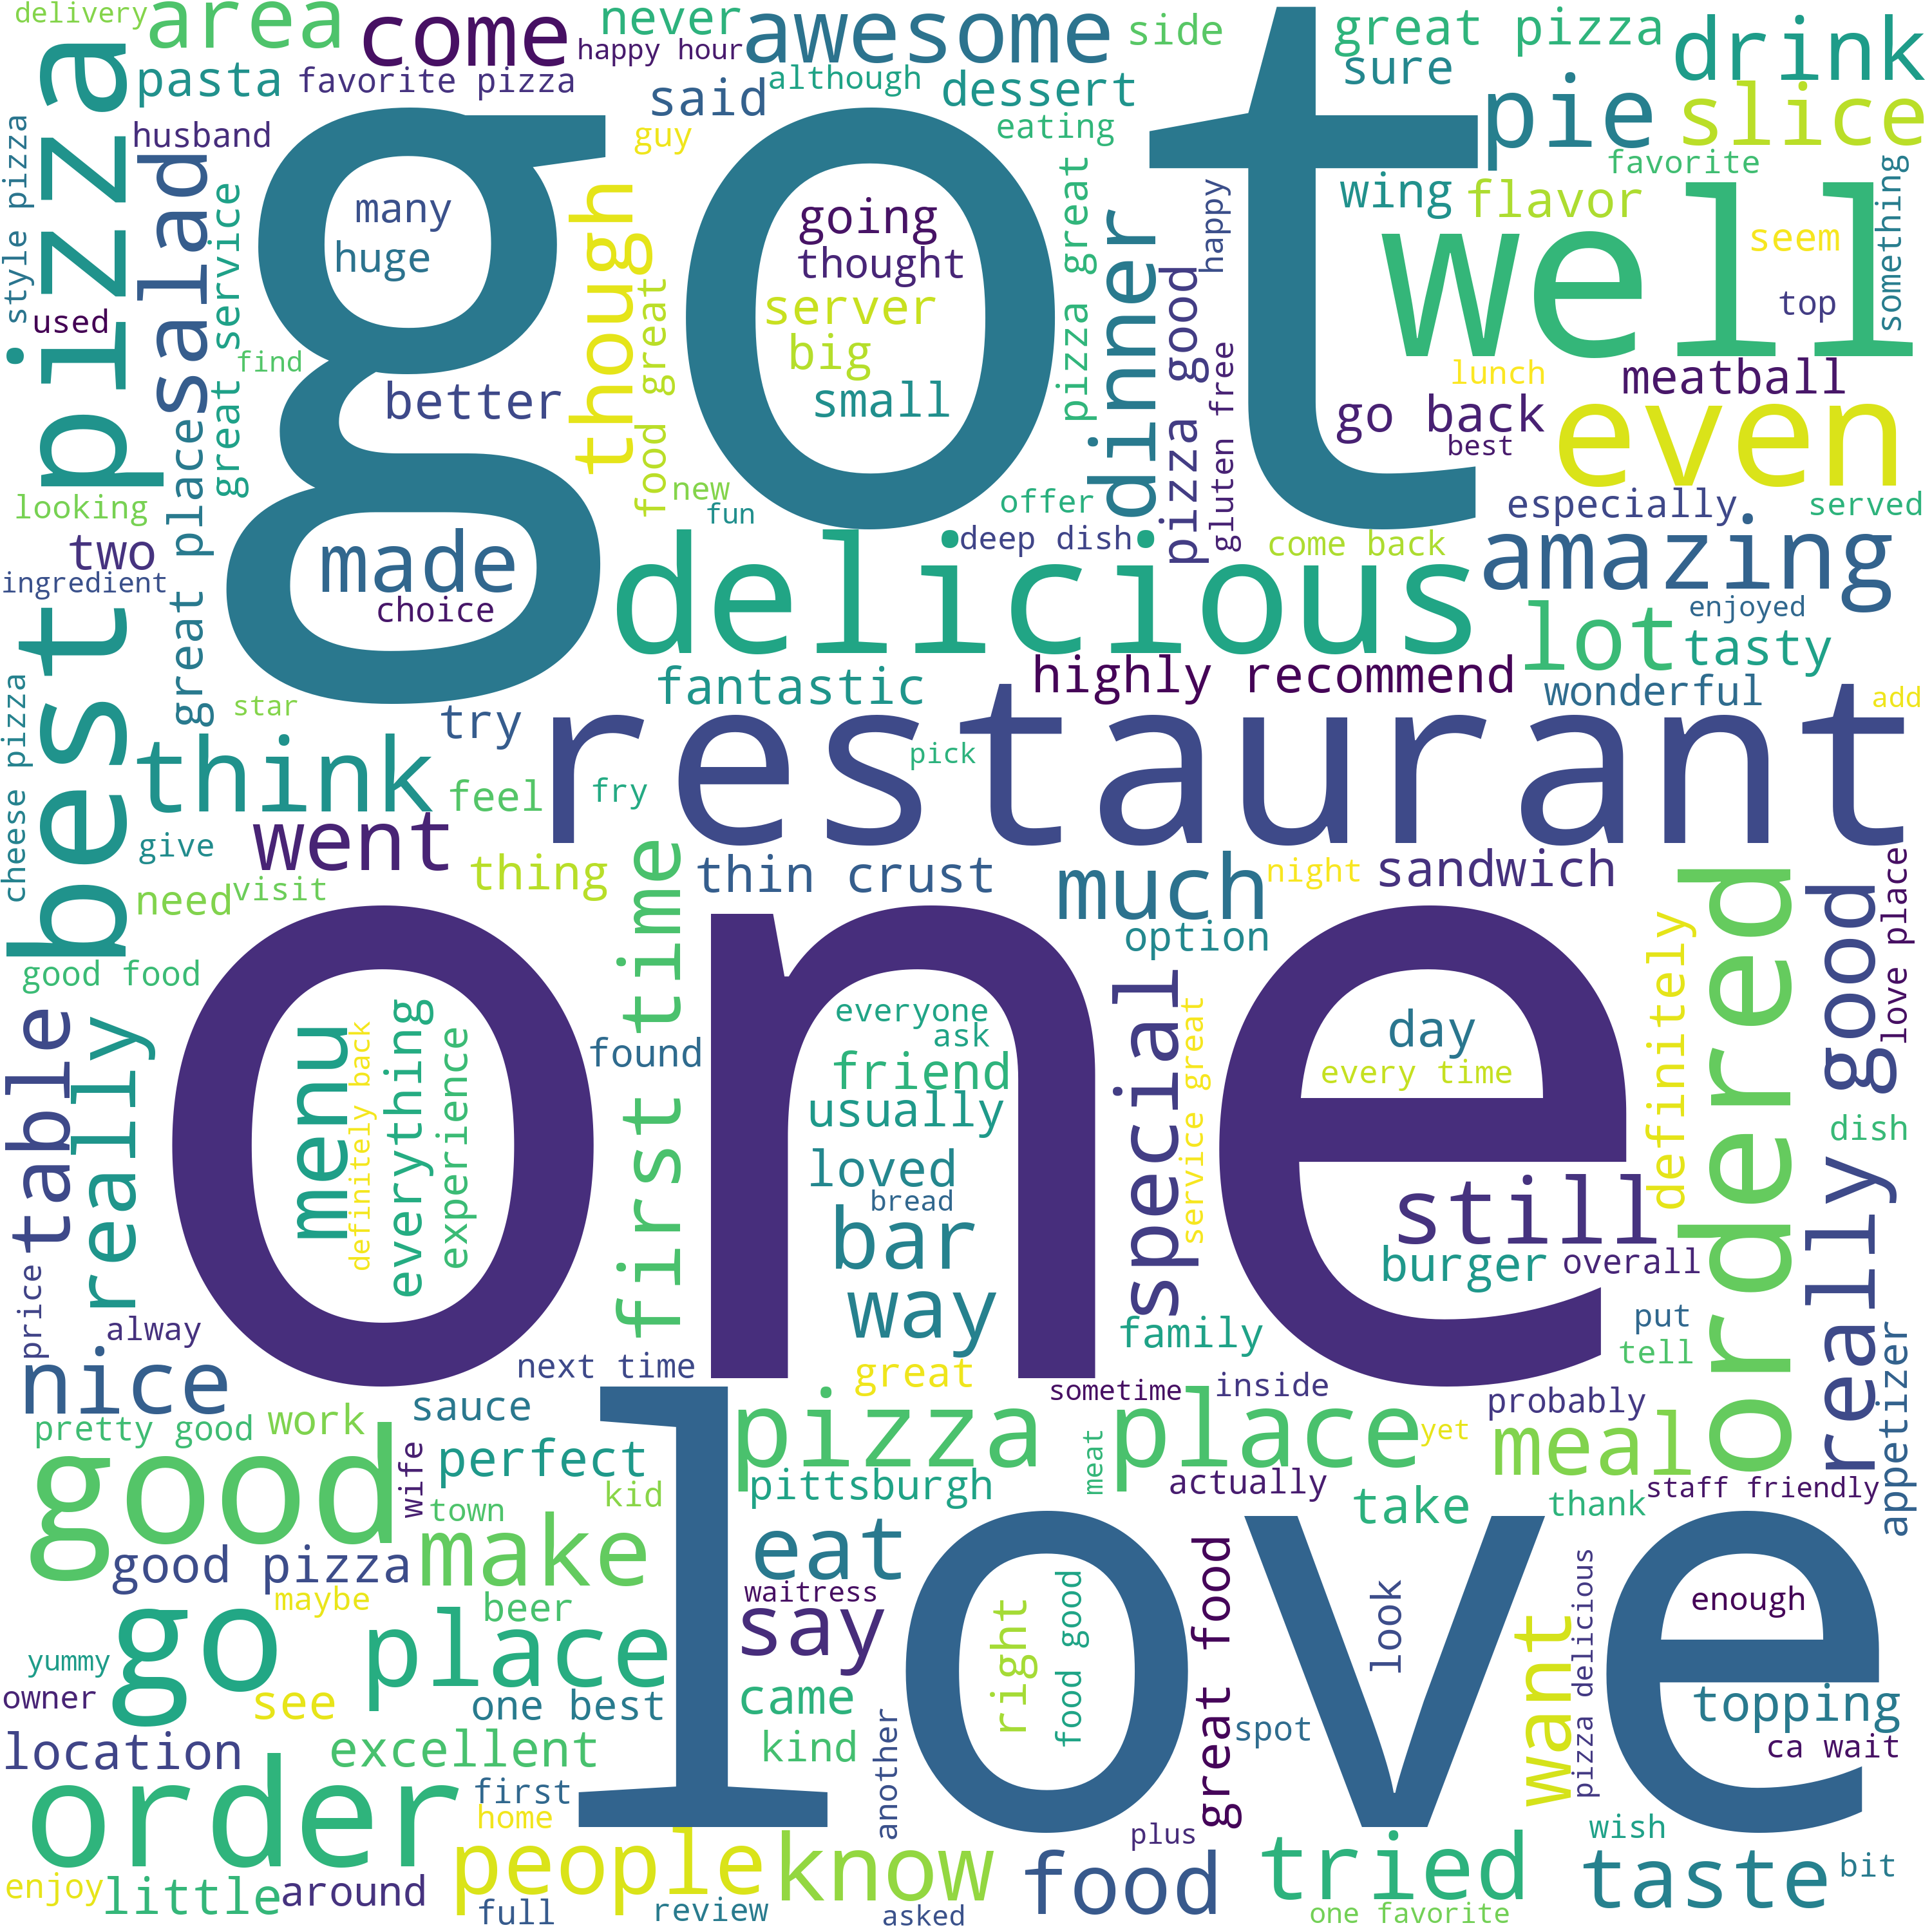 delivery
area
come
never
happy hour
awesome
side
great pizza
drink
pasta
favorite pizza
said
although
dessert
sure
pie
slice
husband
guy
eating
favorite
style pizza
best pizza
salad
great service
many
huge
though
going
thought
server
big
small
got
dinner
pizza great
happy
pizza good
wing
flavor
well
seem
top
something
used
find
better
food great
gluten free
lunch
meatball
go back
best
even
looking
great place
new
fun
offer
especially
served
two
made
deep dish
come back
amazing
ingredient
choice
delicious
enjoyed
lot
tasty
cheese pizza
star
try
fantastic
highly recommend
wonderful
add
think
restaurant
pick
feel
fry
give
went
thing
thin crust
much
night
sandwich
love place
need
visit
first time
option
good food
table
really
one
menu
definitely back
everything
experience
found
everyone
ask
friend
usually
loved
bread
bar
way
special
service great
day
every time
still
burger
overall
definitely
ordered
really good
dish
price
alway
nice
next time
great
family
put
tell
appetizer
sometime
inside
probably
pretty good
work
sauce
pizza place
yet
meal
good
wife
perfect
kid
pittsburgh
meat
actually
staff friendly
town
take
thank
good pizza
make
eat
love
maybe
beer
waitress
say
right
food good
great food
look
want
pizza delicious
enough
go
place
yummy
owner
see
one best
came
topping
location
excellent
kind
another
spot
ca wait
order
first
home
plus
wish
enjoy
little
around
people
know
food
tried
taste
bit
full
review
asked
one favorite